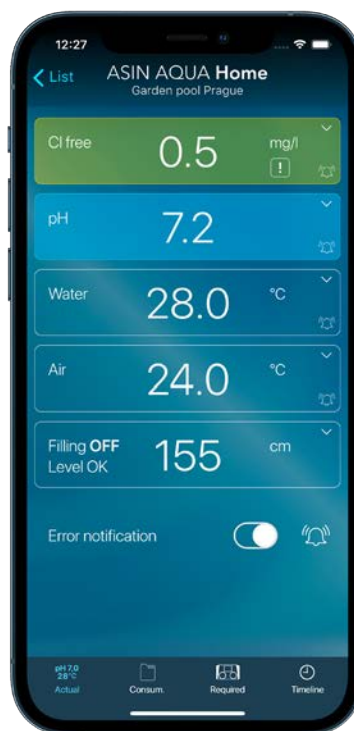 12:27
List
ASIN AQUA Home
Garden pool Prague
Cl free
0.5
mg/l
!
pH
7.2
Water
28.0
°C
Air
24.0
°C
Filling OFF
Level OK
155
cm
Error notification
pH 7,0
28°C
Actual
Consum.
Required
Timeline